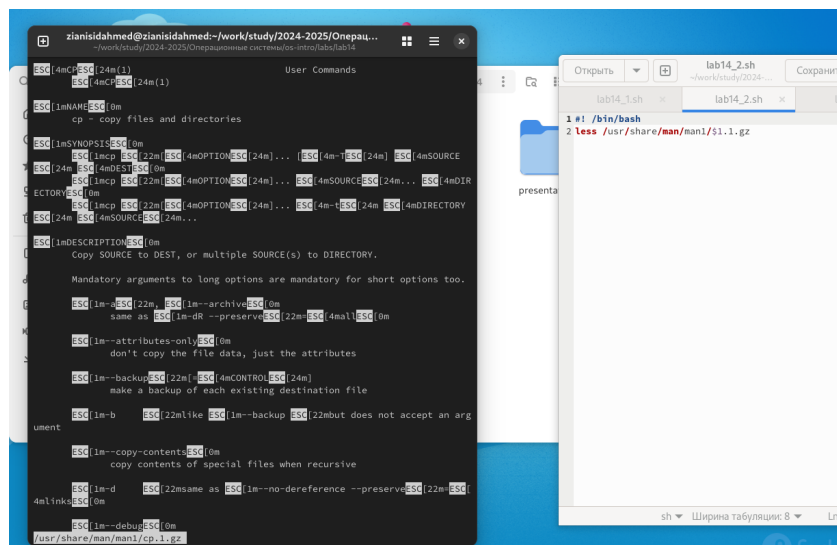 zianisidahmed@zianisidahmed:~/work/study/2024-2025/Операц...
~/work/study/2024-2025/Операционные системы/os-intro/labs/lab14
ESC[4mCPESC[24m(1) User Commands
ESC[4mCPESC[24m(1)
ESC[1mNAMEESC[0m
cp - copy files and directories
ESC[1mSYNOPSISESC[0m
ESC[1mcp ESC[22m[ESC[4mOPTIONESC[24m]... [ESC[4m-TESC[24m] ESC[4mSOURCE
ESC[24m ESC[4mDESTESC[0m
ESC[1mcp ESC[22m[ESC[4mOPTIONESC[24m]... ESC[4mSOURCEESC[24m... ESC[4mDIR
ECTORYESC[0m
ESC[1mcp ESC[22m[ESC[4mOPTIONESC[24m]... ESC[4m-tESC[24m ESC[4mDIRECTORY
ESC[24m ESC[4mSOURCEESC[24m...
ESC[1mDESCRIPTIONESC[0m
Copy SOURCE to DEST, or multiple SOURCE(s) to DIRECTORY.
Mandatory arguments to long options are mandatory for short options too.
ESC[1m-aESC[22m, ESC[1m--archiveESC[0m
same as ESC[1m-dR --preserveESC[22m=ESC[4mallESC[0m
ESC[1m--attributes-onlyESC[0m
don't copy the file data, just the attributes
ESC[1m--backupESC[22m[=ESC[4mCONTROLESC[24m]
make a backup of each existing destination file
ESC[1m-b ESC[22mlike ESC[1m--backup ESC[22mbut does not accept an arg
ument
ESC[1m--copy-contentsESC[0m
copy contents of special files when recursive
ESC[1m-d ESC[22msame as ESC[1m--no-dereference --preserveESC[22m=ESC[
4mlinksESC[0m
ESC[1m--debugESC[0m
/usr/share/man/man1/cp.1.gz
4
presenta
Открыть
lab14_2.sh
~/work/study/2024-...
Сохранит
lab14_1.sh
lab14_2.sh
1 #! /bin/bash
2 less /usr/share/man/man1/$1.1.gz
sh Ширина табуляции: 8 Ln